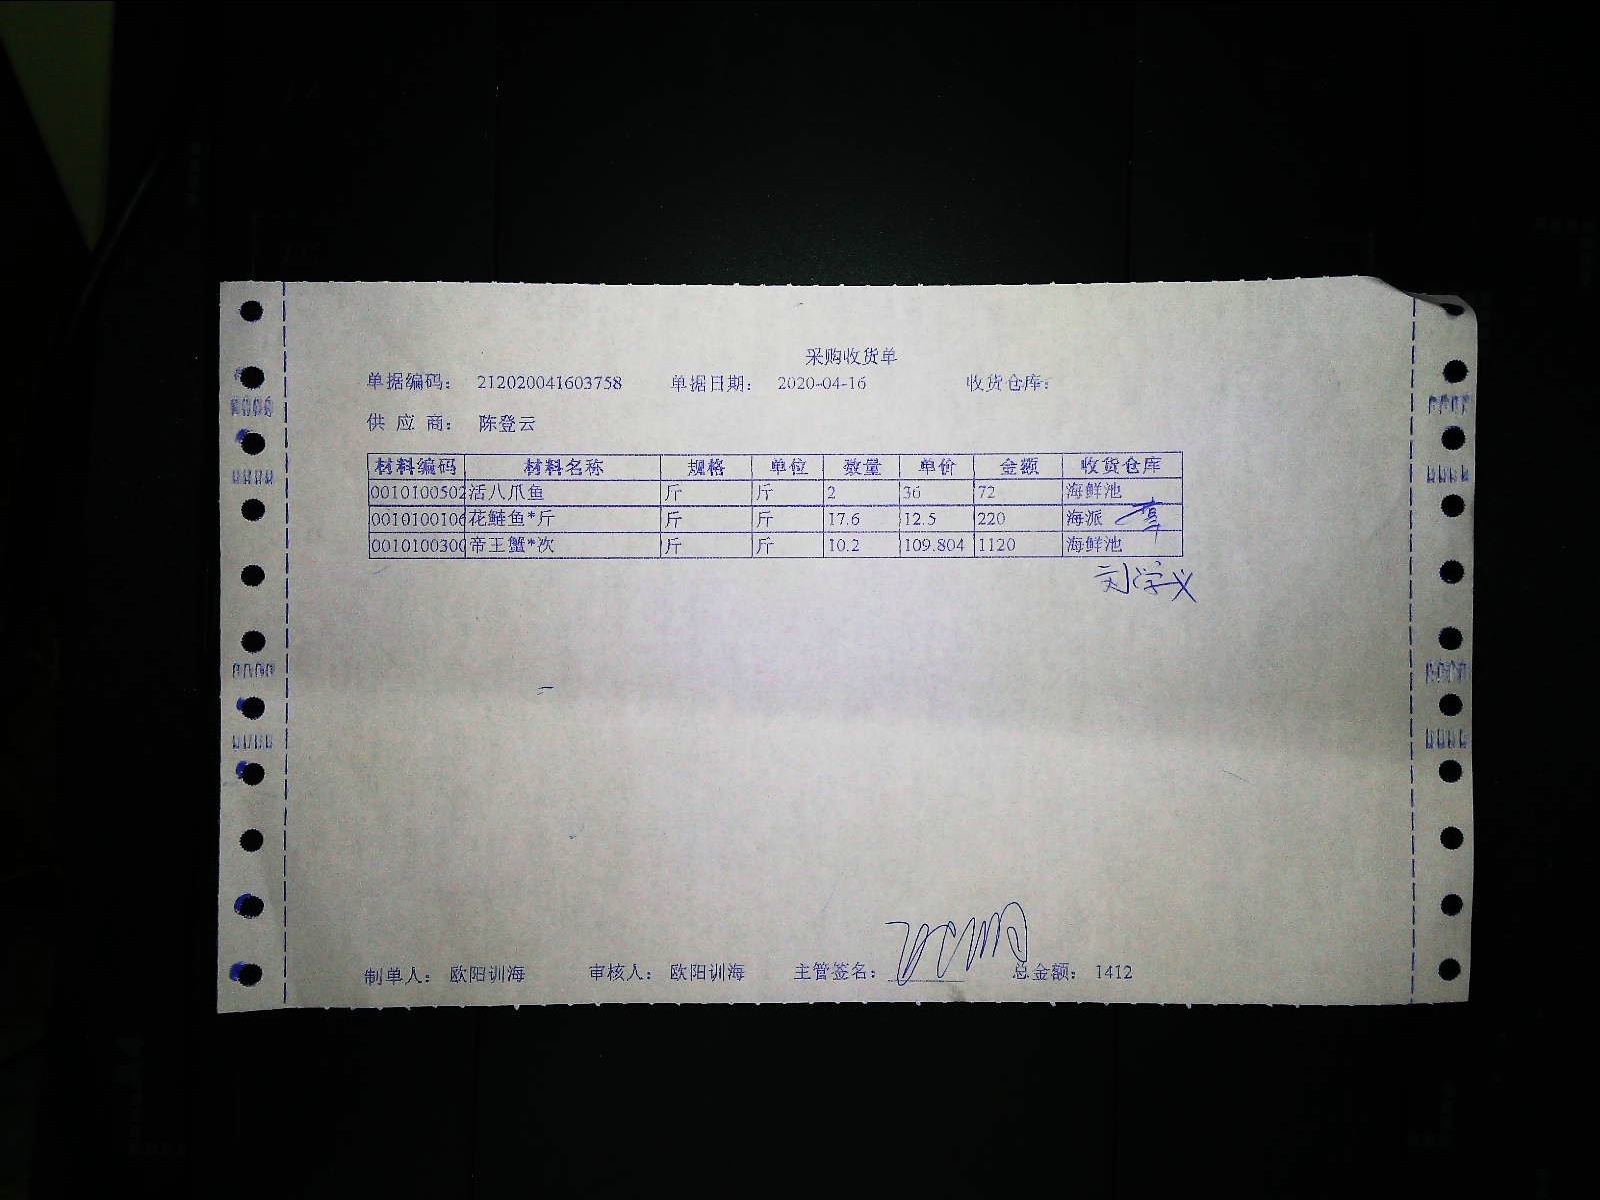 采购收货单
单据编码: 212020041603758 单据日期: 2020-04-16 收货仓库:
供 应 商: 陈登云
材料编码 材料名称 规格 单位 数量 单价 金额 收货仓库
0010100502 活八爪鱼 斤 斤 2 36 72 海鲜池
0010100106 花鲢鱼*斤 斤 斤 17.6 12.5 220 海派
0010100300 帝王蟹*次 斤 斤 10.2 109.804 1120 海鲜池
刘学义
制单人: 欧阳训海 审核人: 欧阳训海 主管签名: 总金额: 1412